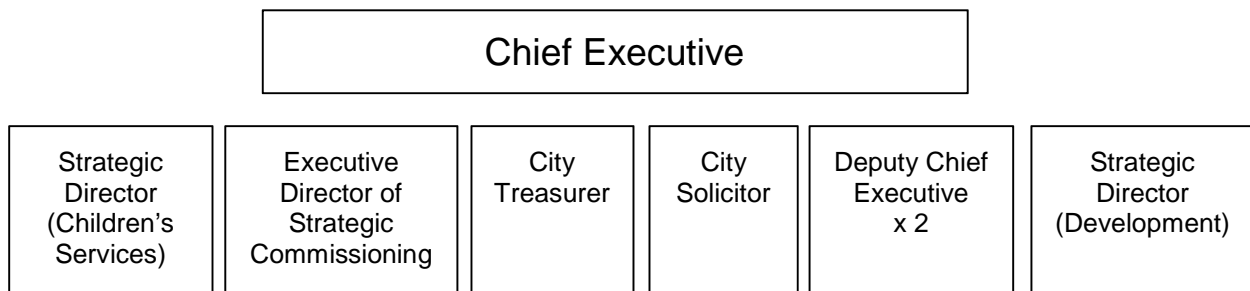 Chief Executive
Strategic
Director
(Children’s
Services)
Executive
Director of
Strategic
Commissioning
City
Treasurer
City
Solicitor
Deputy Chief
Executive
x 2
Strategic
Director
(Development)